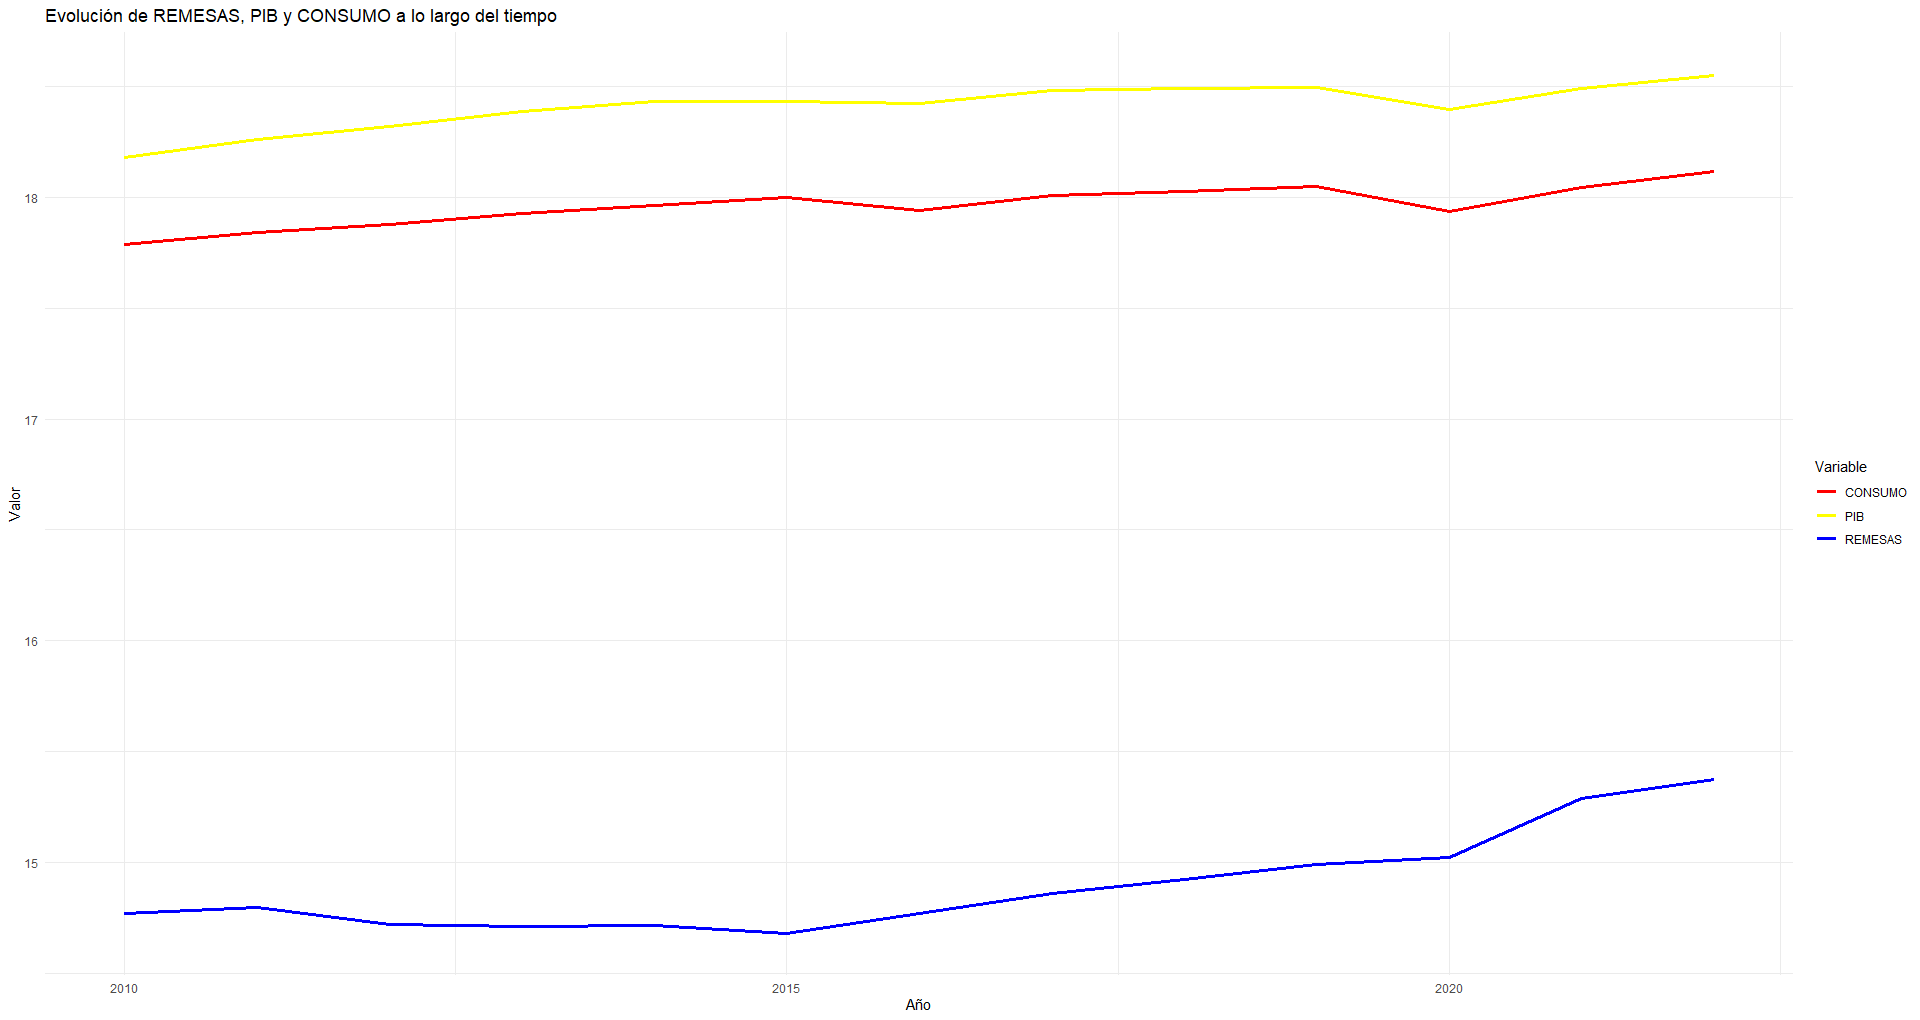 Evolución de REMESAS, PIB y CONSUMO a lo largo del tiempo
18
17
16
15
Valor
2010
2015
2020
Año
Variable
CONSUMO
PIB
REMESAS